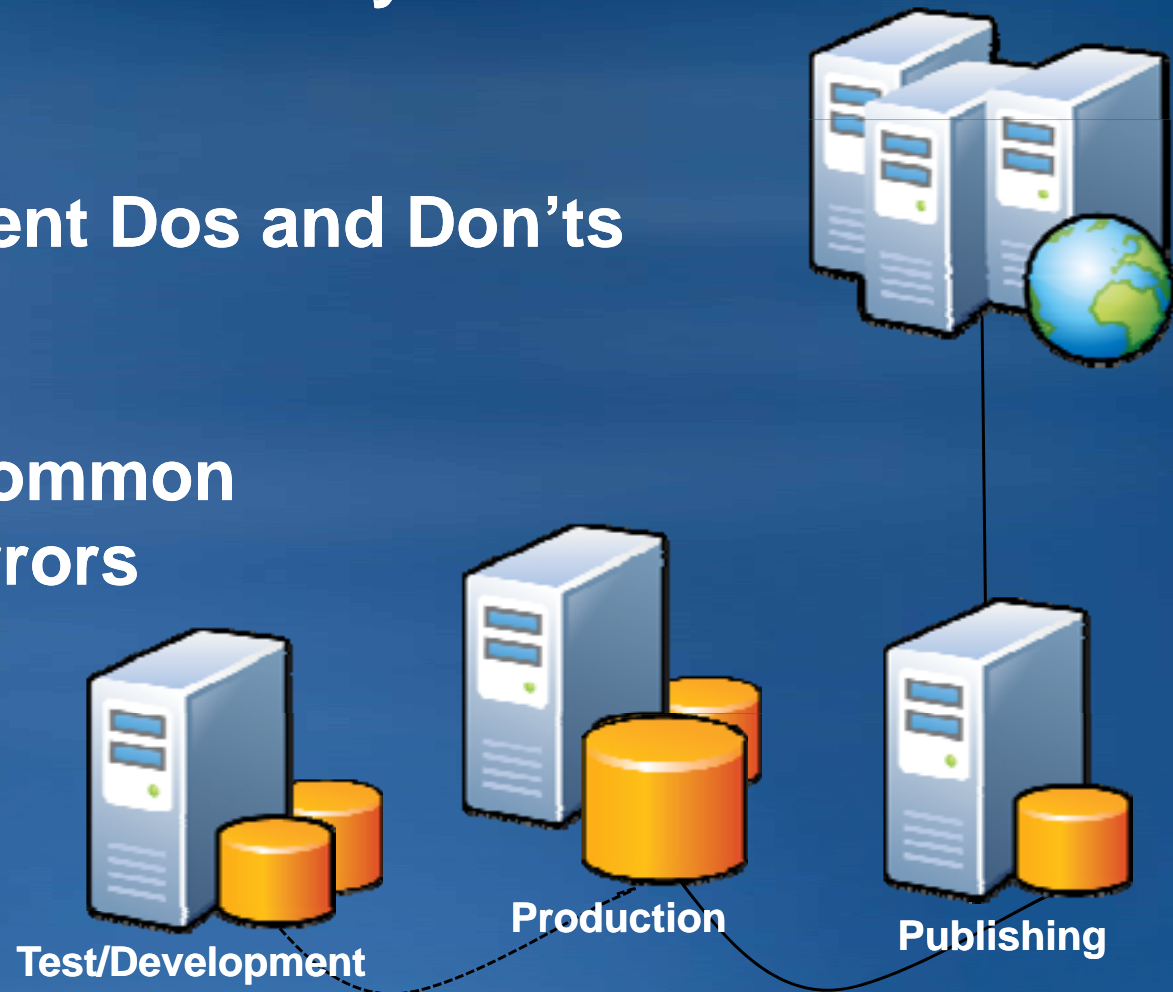 y
ent Dos and Don'ts
ommon
rrors
Production
Publishing
Test/Development